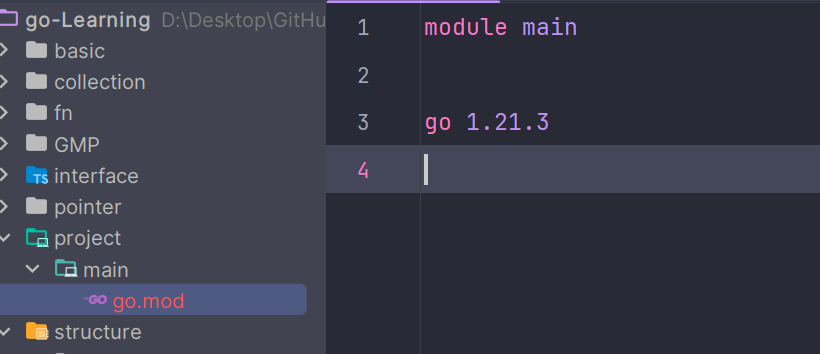 go-Learning D:\Desktop\GitHu
basic
collection
fn
GMP
TS interface
pointer
project
main
GO go.mod
structure
1 module main
2
3 go 1.21.3
4